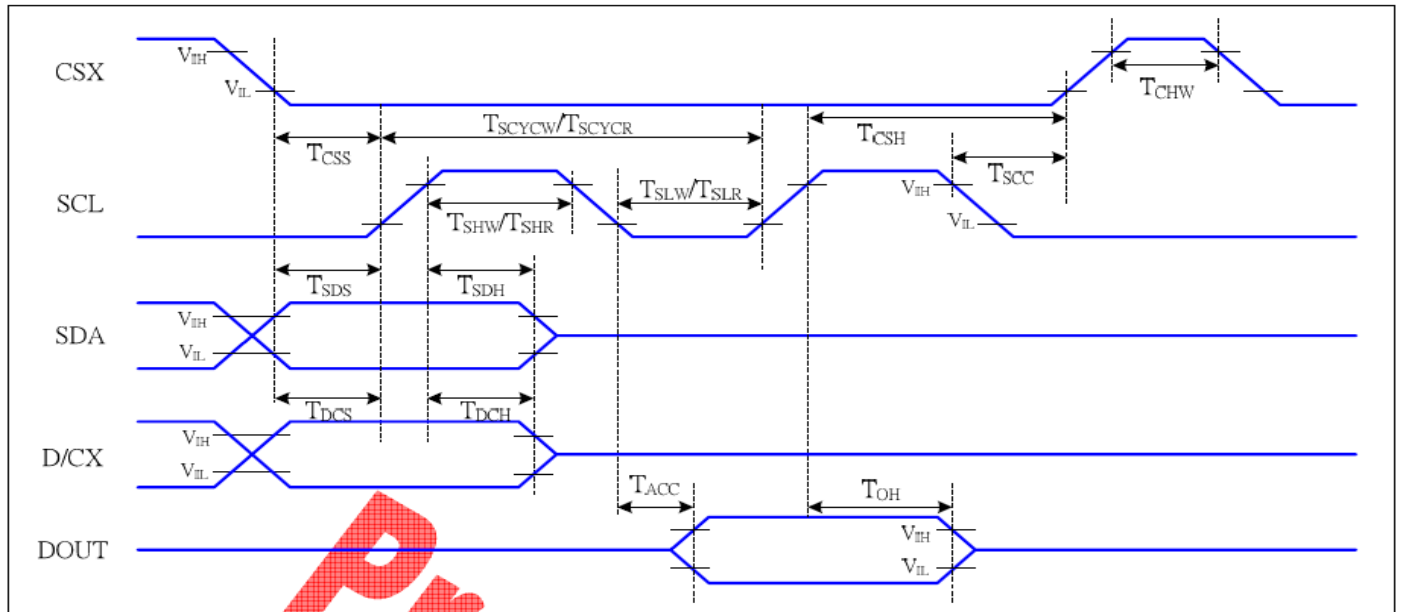 CSX
VIH
VIL
TCHW
TCSS
TSCYCW/TSCYCR
TCSH
TSCC
SCL
TSHW/TSHR
TSLW/TSLR
VIH
VIL
TSDS
TSDH
SDA
VIH
VIL
TDCS
TDCH
D/CX
VIH
VIL
TACC
TOH
DOUT
VIH
VIL
Pr